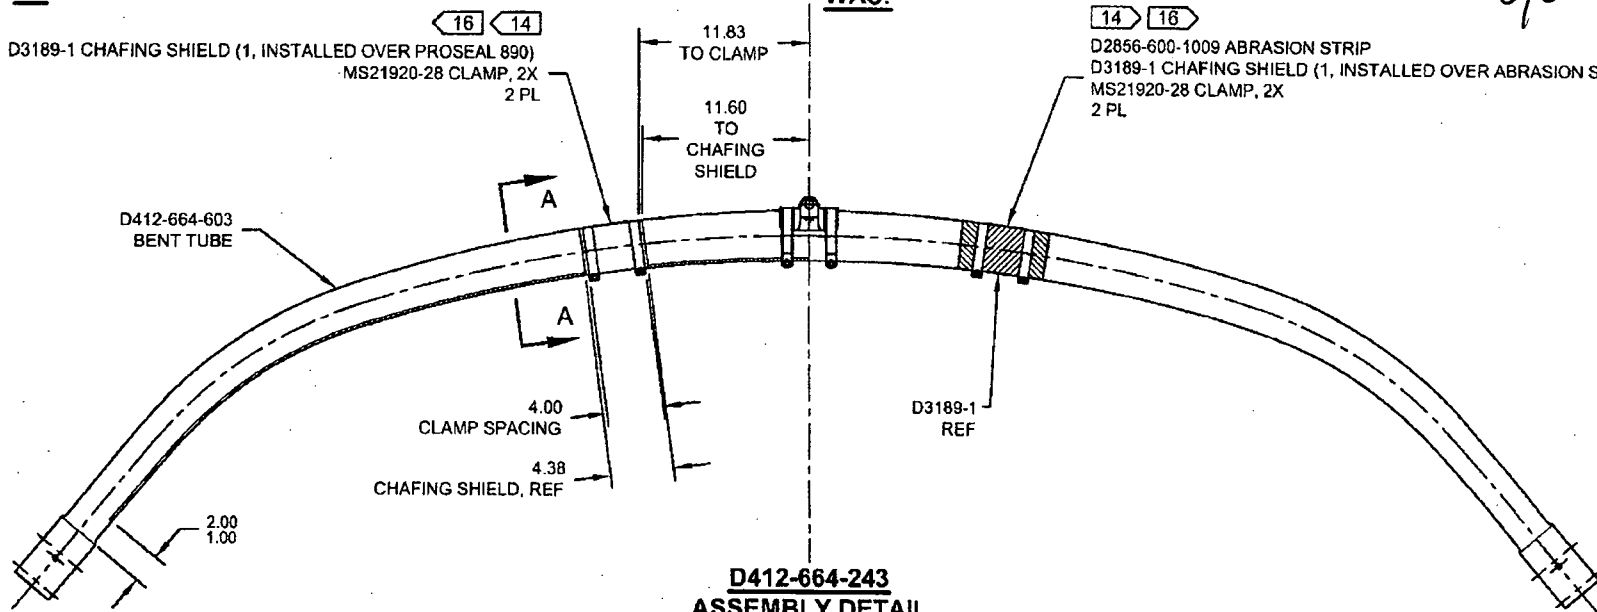 WAS:
16 14
D3189-1 CHAFING SHIELD (1, INSTALLED OVER PROSEAL 890)
MS21920-28 CLAMP, 2X
2 PL
11.83
TO CLAMP
11.60
TO
CHAFING
SHIELD
14 16
D2856-600-1009 ABRASION STRIP
D3189-1 CHAFING SHIELD (1, INSTALLED OVER ABRASION S
MS21920-28 CLAMP, 2X
2 PL
A
D412-664-603
BENT TUBE
A
4.00
CLAMP SPACING
4.38
CHAFING SHIELD, REF
D3189-1
REF
2.00
1.00
D412-664-243
ASSEMBLY DETAIL